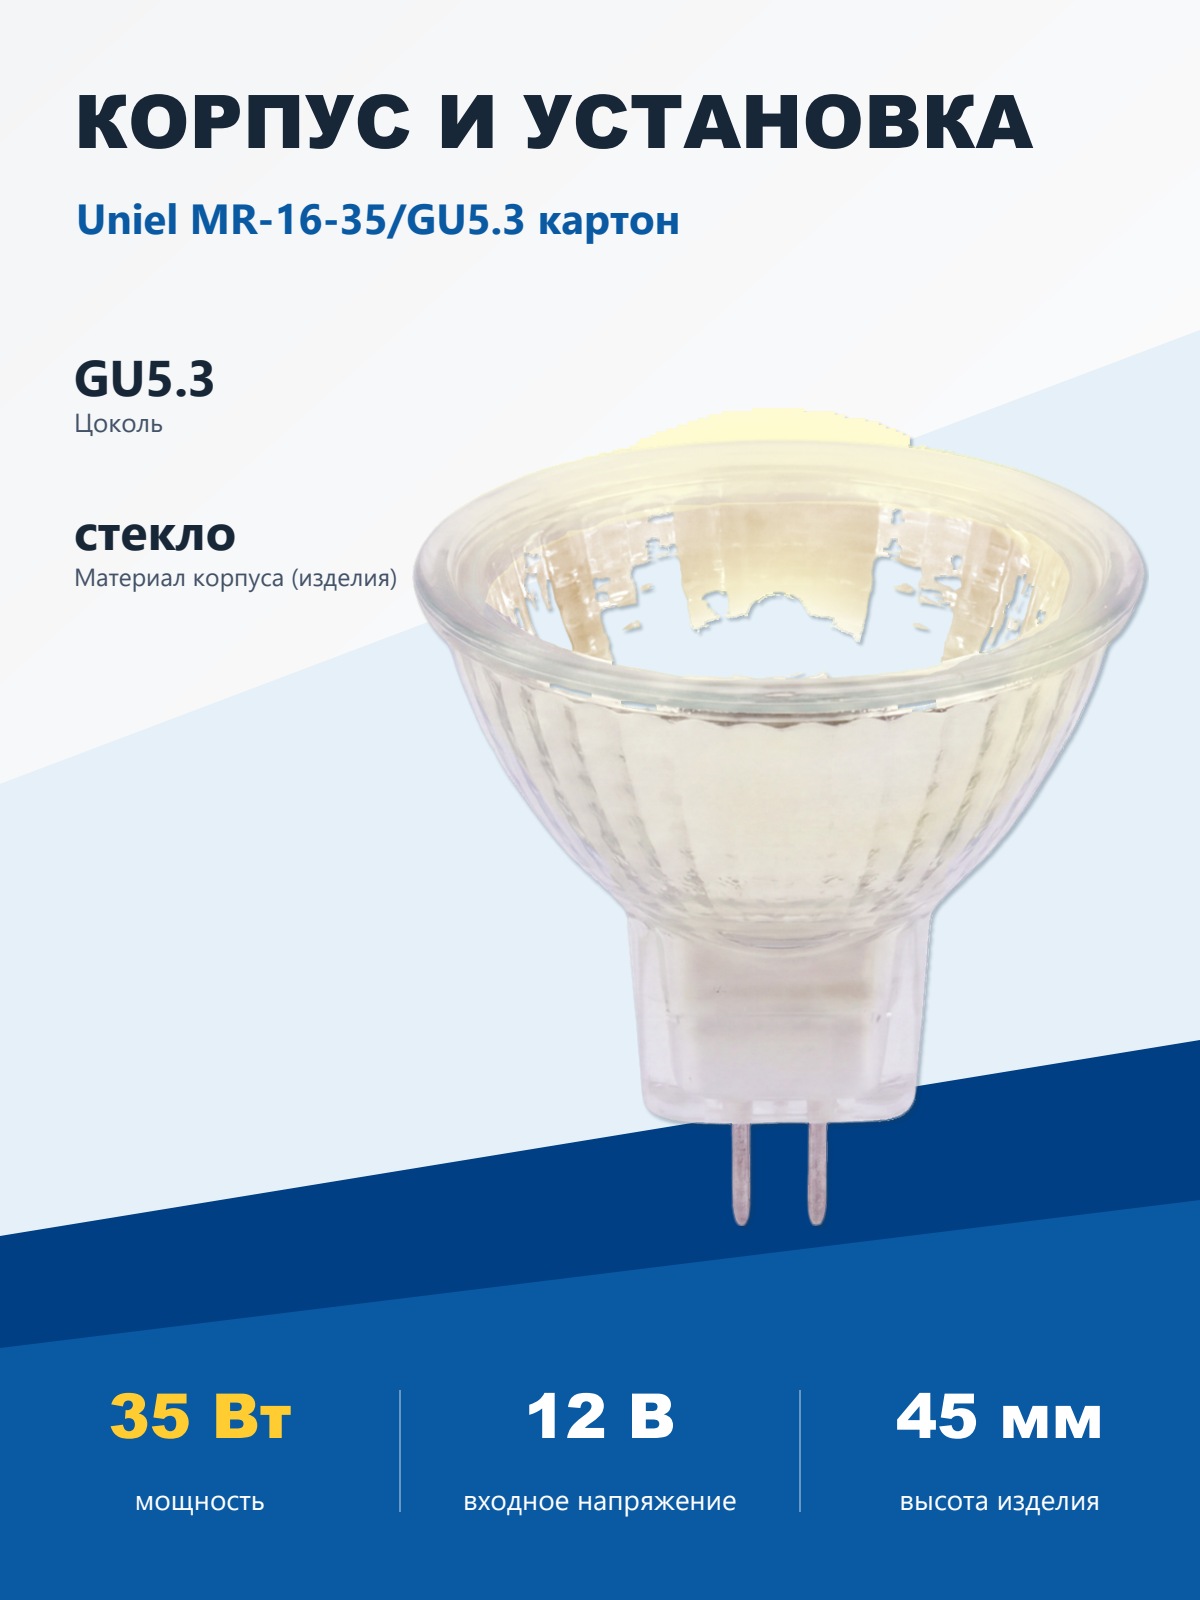 КОРПУС И УСТАНОВКА
Uniel MR-16-35/GU5.3 картон
GU5.3
Цоколь
стекло
Материал корпуса (изделия)
35 Вт
мощность
12 В
входное напряжение
45 мм
высота изделия